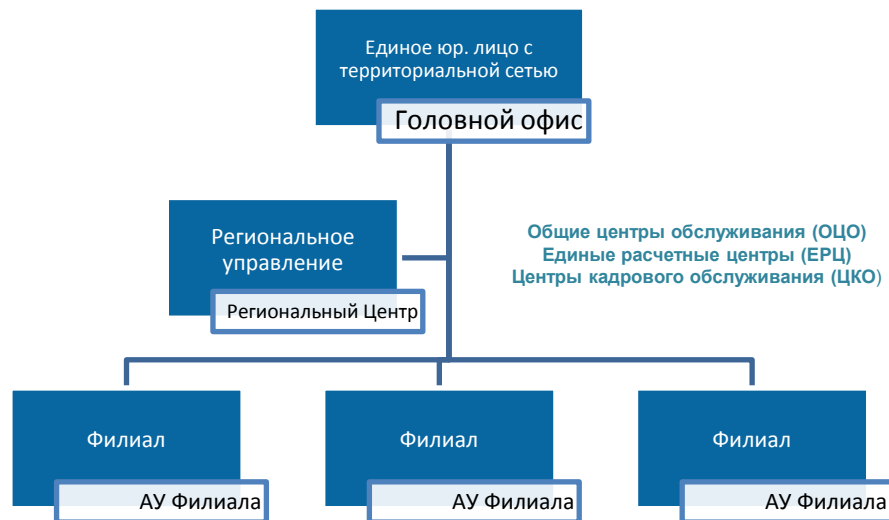 Единое юр. лицо с
территориальной сетью
Головной офис
Региональное
управление
Региональный Центр
Общие центры обслуживания (ОЦО)
Единые расчетные центры (ЕРЦ)
Центры кадрового обслуживания (ЦКО)
Филиал
АУ Филиала
Филиал
АУ Филиала
Филиал
АУ Филиала